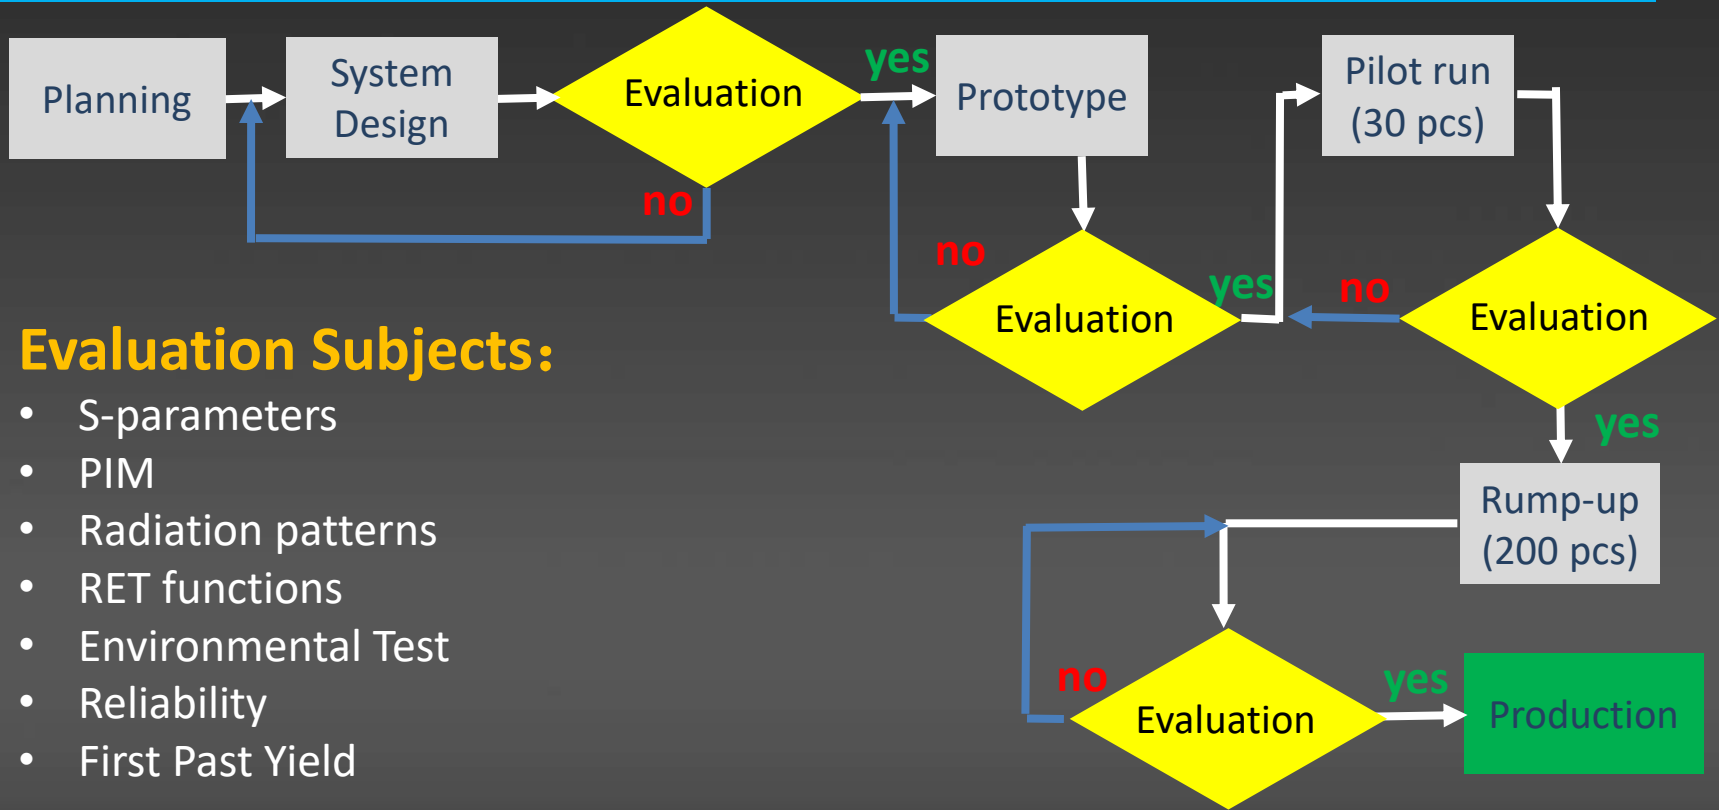 Planning
System
Design
Evaluation
yes
no
Prototype
no
Evaluation
yes
Pilot run
(30 pcs)
no
Evaluation
yes
Rump-up
(200 pcs)
no
Evaluation
yes
Production
Evaluation Subjects：
• S-parameters
• PIM
• Radiation patterns
• RET functions
• Environmental Test
• Reliability
• First Past Yield